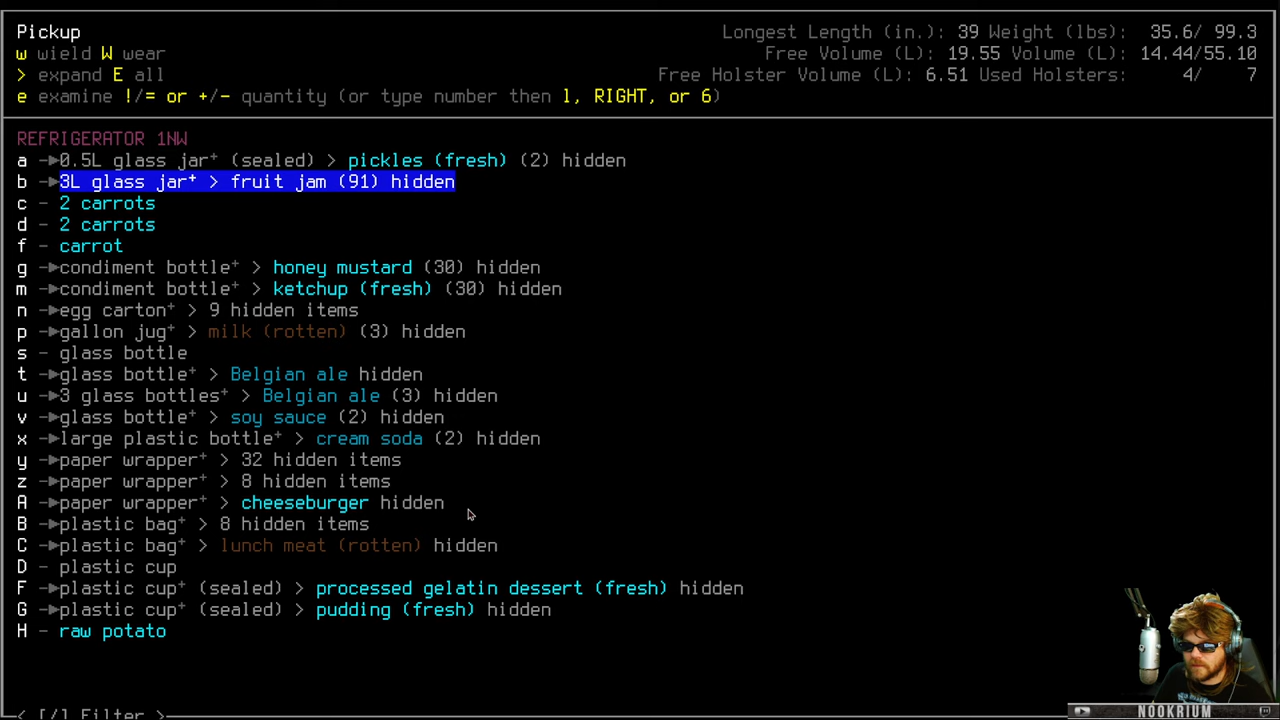 Pickup
Longest Length (in.): 39 Weight (lbs): 35.6/ 99.3
w wield W wear
Free Volume (L): 19.55 Volume (L): 14.44/55.10
> expand E all
Free Holster Volume (L): 6.51 Used Holsters: 4/ 7
e examine !/= or +/- quantity (or type number then l, RIGHT, or 6)
REFRIGERATOR 1NW
a -►0.5L glass jar⁺ (sealed) > pickles (fresh) (2) hidden
b -►3L glass jar⁺ > fruit jam (91) hidden
c - 2 carrots
d - 2 carrots
f - carrot
g -►condiment bottle⁺ > honey mustard (30) hidden
m -►condiment bottle⁺ > ketchup (fresh) (30) hidden
n -►egg carton⁺ > 9 hidden items
p -►gallon jug⁺ > milk (rotten) (3) hidden
s - glass bottle
t -►glass bottle⁺ > Belgian ale hidden
u -►3 glass bottles⁺ > Belgian ale (3) hidden
v -►glass bottle⁺ > soy sauce (2) hidden
x -►large plastic bottle⁺ > cream soda (2) hidden
y -►paper wrapper⁺ > 32 hidden items
z -►paper wrapper⁺ > 8 hidden items
A -►paper wrapper⁺ > cheeseburger hidden
B -►plastic bag⁺ > 8 hidden items
C -►plastic bag⁺ > lunch meat (rotten) hidden
D - plastic cup
F -►plastic cup⁺ (sealed) > processed gelatin dessert (fresh) hidden
G -►plastic cup⁺ (sealed) > pudding (fresh) hidden
H - raw potato
< [/] Filter >
NOOKRIUM